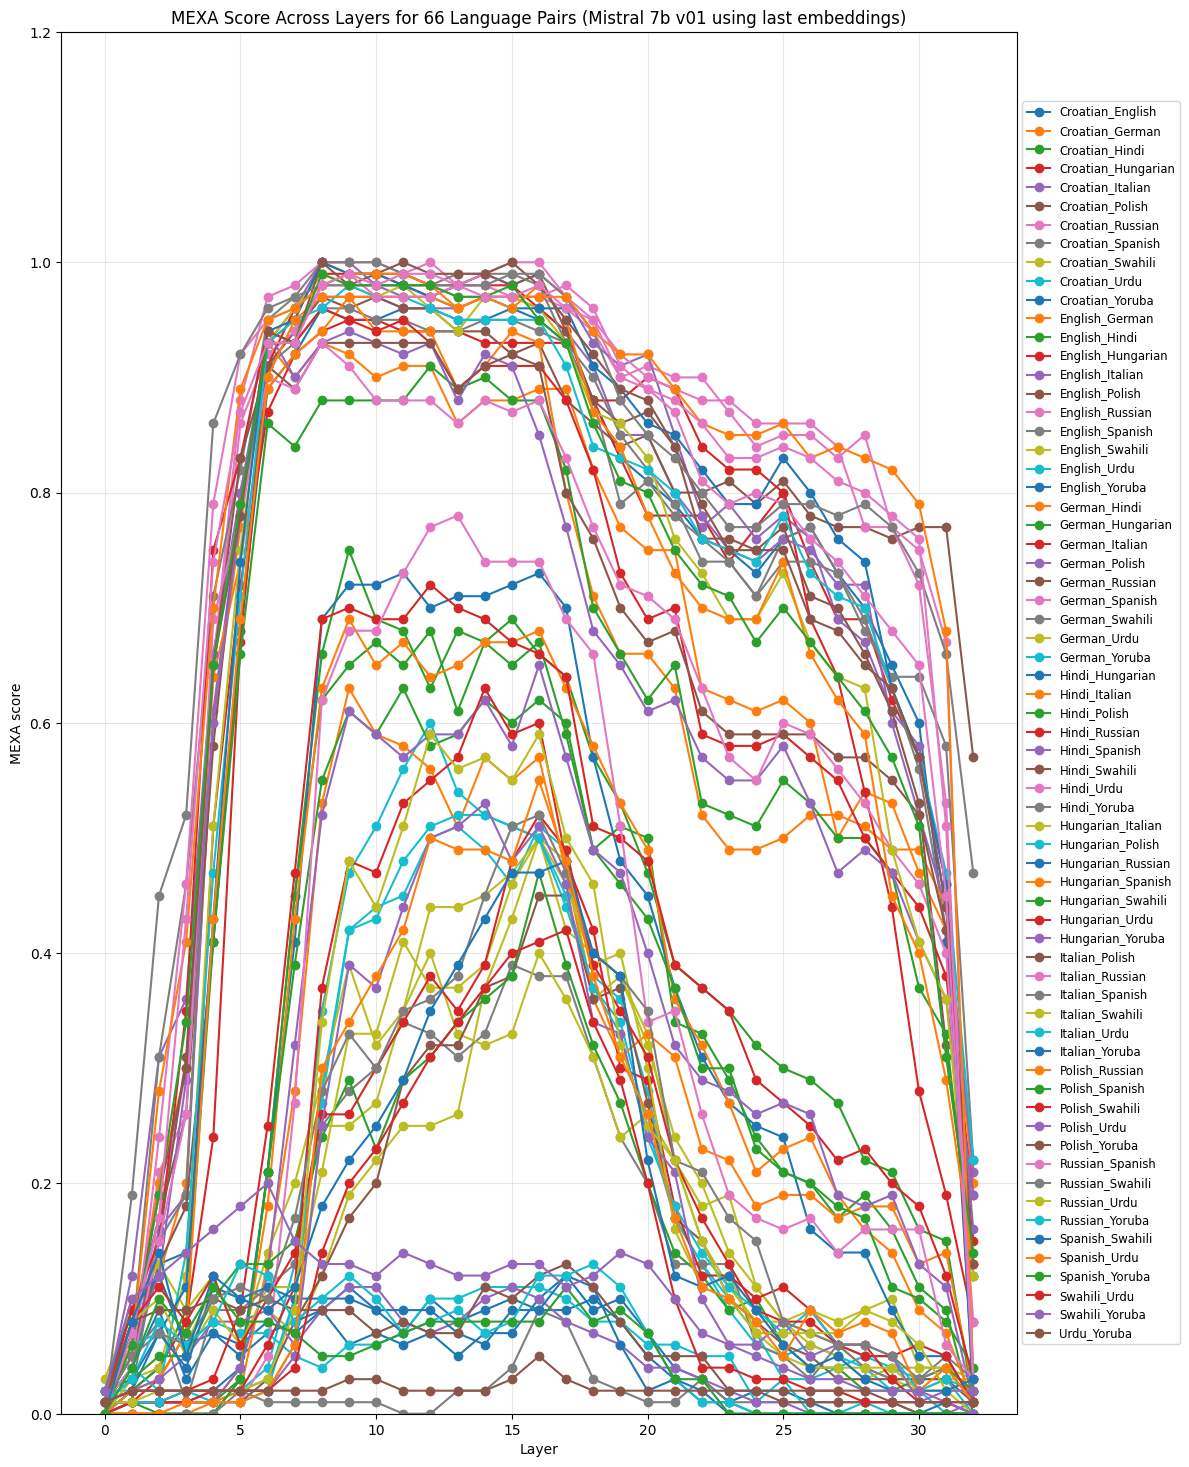 MEXA Score Across Layers for 66 Language Pairs (Mistral 7b v01 using last embeddings)
MEXA score
1.2
1.0
0.8
0.6
0.4
0.2
0.0
0
5
10
15
20
25
30
Layer
Croatian_English
Croatian_German
Croatian_Hindi
Croatian_Hungarian
Croatian_Italian
Croatian_Polish
Croatian_Russian
Croatian_Spanish
Croatian_Swahili
Croatian_Urdu
Croatian_Yoruba
English_German
English_Hindi
English_Hungarian
English_Italian
English_Polish
English_Russian
English_Spanish
English_Swahili
English_Urdu
English_Yoruba
German_Hindi
German_Hungarian
German_Italian
German_Polish
German_Russian
German_Spanish
German_Swahili
German_Urdu
German_Yoruba
Hindi_Hungarian
Hindi_Italian
Hindi_Polish
Hindi_Russian
Hindi_Spanish
Hindi_Swahili
Hindi_Urdu
Hindi_Yoruba
Hungarian_Italian
Hungarian_Polish
Hungarian_Russian
Hungarian_Spanish
Hungarian_Swahili
Hungarian_Urdu
Hungarian_Yoruba
Italian_Polish
Italian_Russian
Italian_Spanish
Italian_Swahili
Italian_Urdu
Italian_Yoruba
Polish_Russian
Polish_Spanish
Polish_Swahili
Polish_Urdu
Polish_Yoruba
Russian_Spanish
Russian_Swahili
Russian_Urdu
Russian_Yoruba
Spanish_Swahili
Spanish_Urdu
Spanish_Yoruba
Swahili_Urdu
Swahili_Yoruba
Urdu_Yoruba